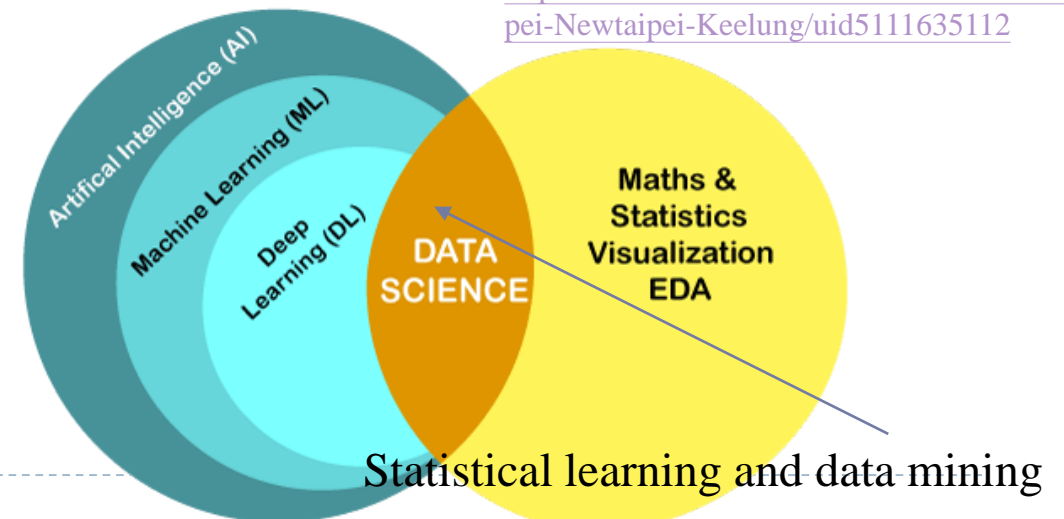 pei-Newtaipei-Keelung/uid5111635112
Artifical Intelligence (AI)
Machine Learning (ML)
Deep
Learning (DL)
DATA
SCIENCE
Maths &
Statistics
Visualization
EDA
Statistical learning and data mining